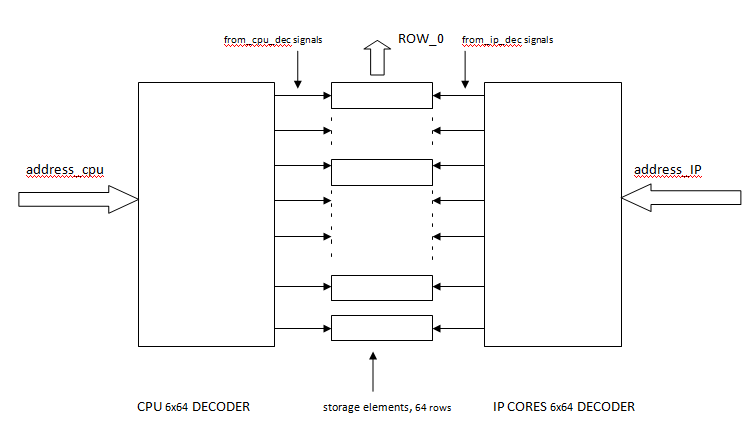 from_cpu_dec signals
ROW_0
from_ip_dec signals
address_cpu
address_IP
CPU 6x64 DECODER
storage elements, 64 rows
IP CORES 6x64 DECODER